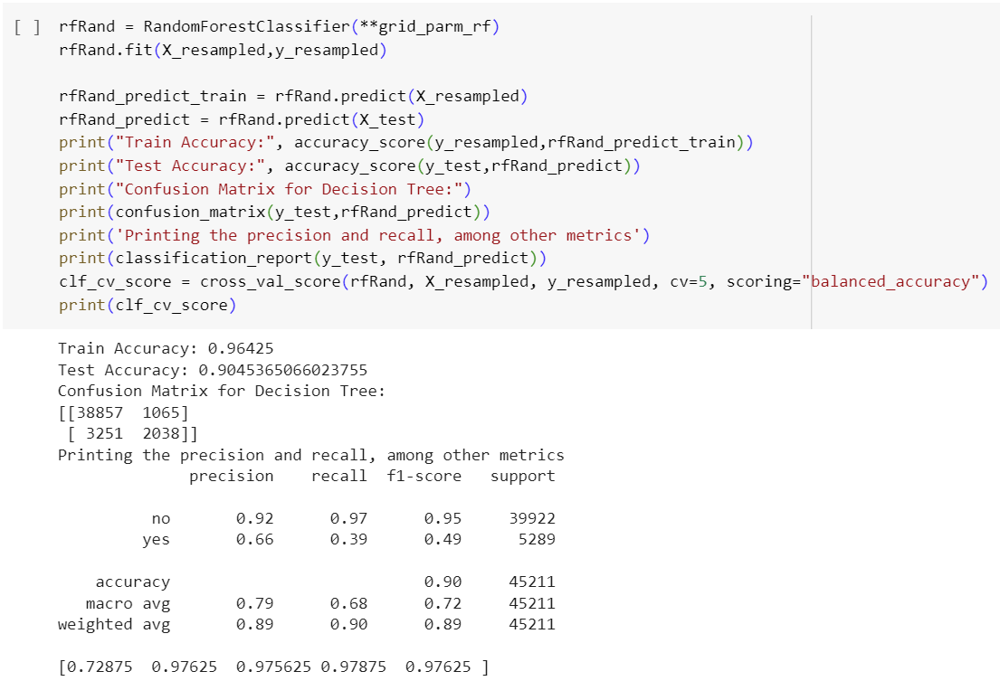 [ ] rfRand = RandomForestClassifier(**grid_parm_rf)
rfRand.fit(X_resampled,y_resampled)
rfRand_predict_train = rfRand.predict(X_resampled)
rfRand_predict = rfRand.predict(X_test)
print("Train Accuracy:", accuracy_score(y_resampled,rfRand_predict_train))
print("Test Accuracy:", accuracy_score(y_test,rfRand_predict))
print("Confusion Matrix for Decision Tree:")
print(confusion_matrix(y_test,rfRand_predict))
print('Printing the precision and recall, among other metrics')
print(classification_report(y_test, rfRand_predict))
clf_cv_score = cross_val_score(rfRand, X_resampled, y_resampled, cv=5, scoring="balanced_accuracy")
print(clf_cv_score)
Train Accuracy: 0.96425
Test Accuracy: 0.9045365066023755
Confusion Matrix for Decision Tree:
[[38857  1065]
 [ 3251  2038]]
Printing the precision and recall, among other metrics
              precision    recall  f1-score   support
          no       0.92      0.97      0.95     39922
         yes       0.66      0.39      0.49      5289
    accuracy                           0.90     45211
   macro avg       0.79      0.68      0.72     45211
weighted avg       0.89      0.90      0.89     45211
[0.72875  0.97625  0.975625 0.97875  0.97625 ]